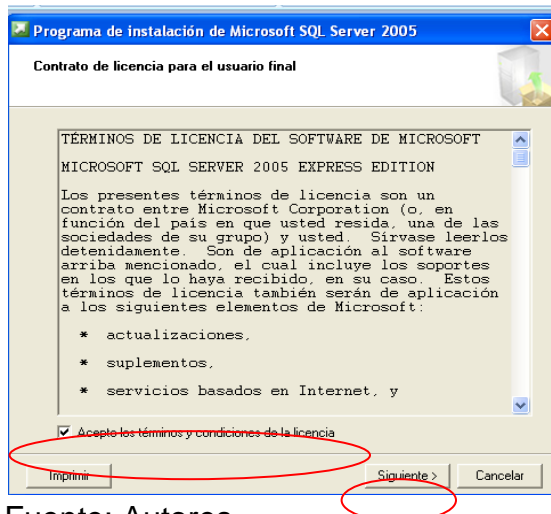 Programa de instalación de Microsoft SQL Server 2005
Contrato de licencia para el usuario final
TÉRMINOS DE LICENCIA DEL SOFTWARE DE MICROSOFT
MICROSOFT SQL SERVER 2005 EXPRESS EDITION
Los presentes términos de licencia son un
contrato entre Microsoft Corporation (o, en
función del país en que usted resida, una de las
sociedades de su grupo) y usted. Sírvase leerlos
detenidamente. Son de aplicación al software
arriba mencionado, el cual incluye los soportes
en los que lo haya recibido, en su caso. Estos
términos de licencia también serán de aplicación
a los siguientes elementos de Microsoft:
* actualizaciones,
* suplementos,
* servicios basados en Internet, y
Acepto los términos y condiciones de la licencia
Imprimir Siguiente > Cancelar
Fuente: Autores